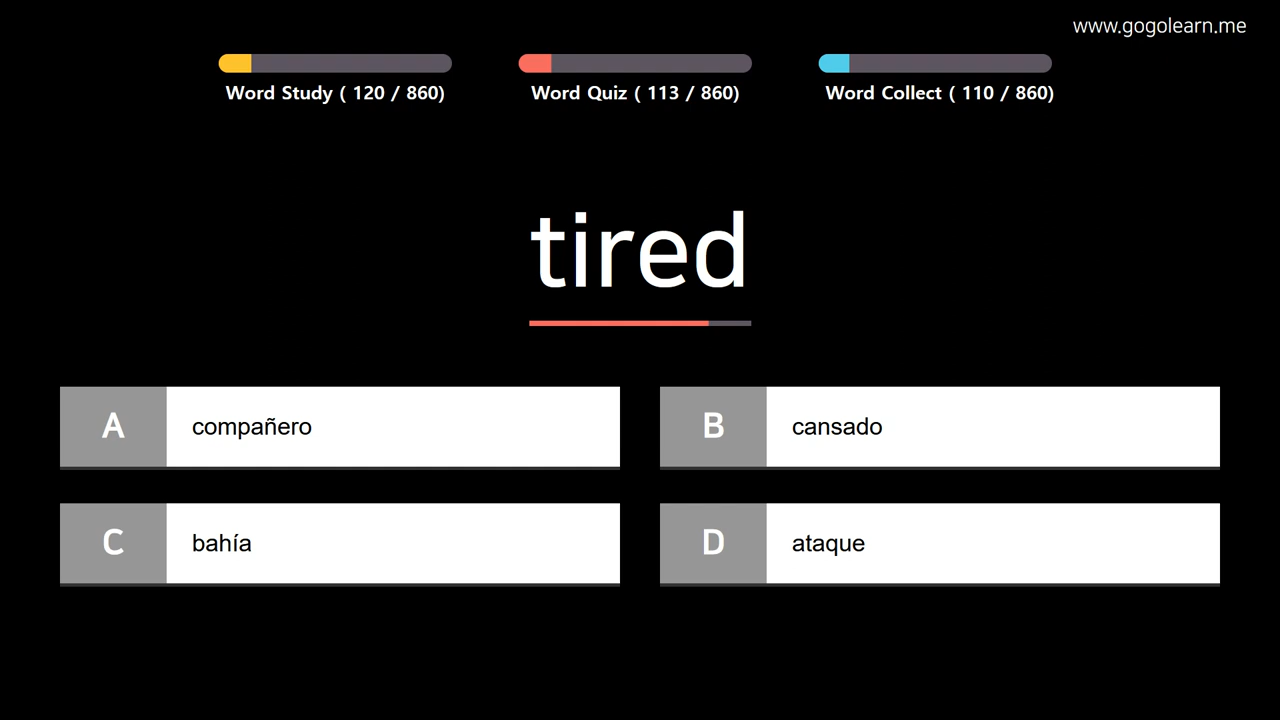 www.gogolearn.me
Word Study ( 120 / 860)
Word Quiz ( 113 / 860)
Word Collect ( 110 / 860)
tired
A
compañero
B
cansado
C
bahía
D
ataque